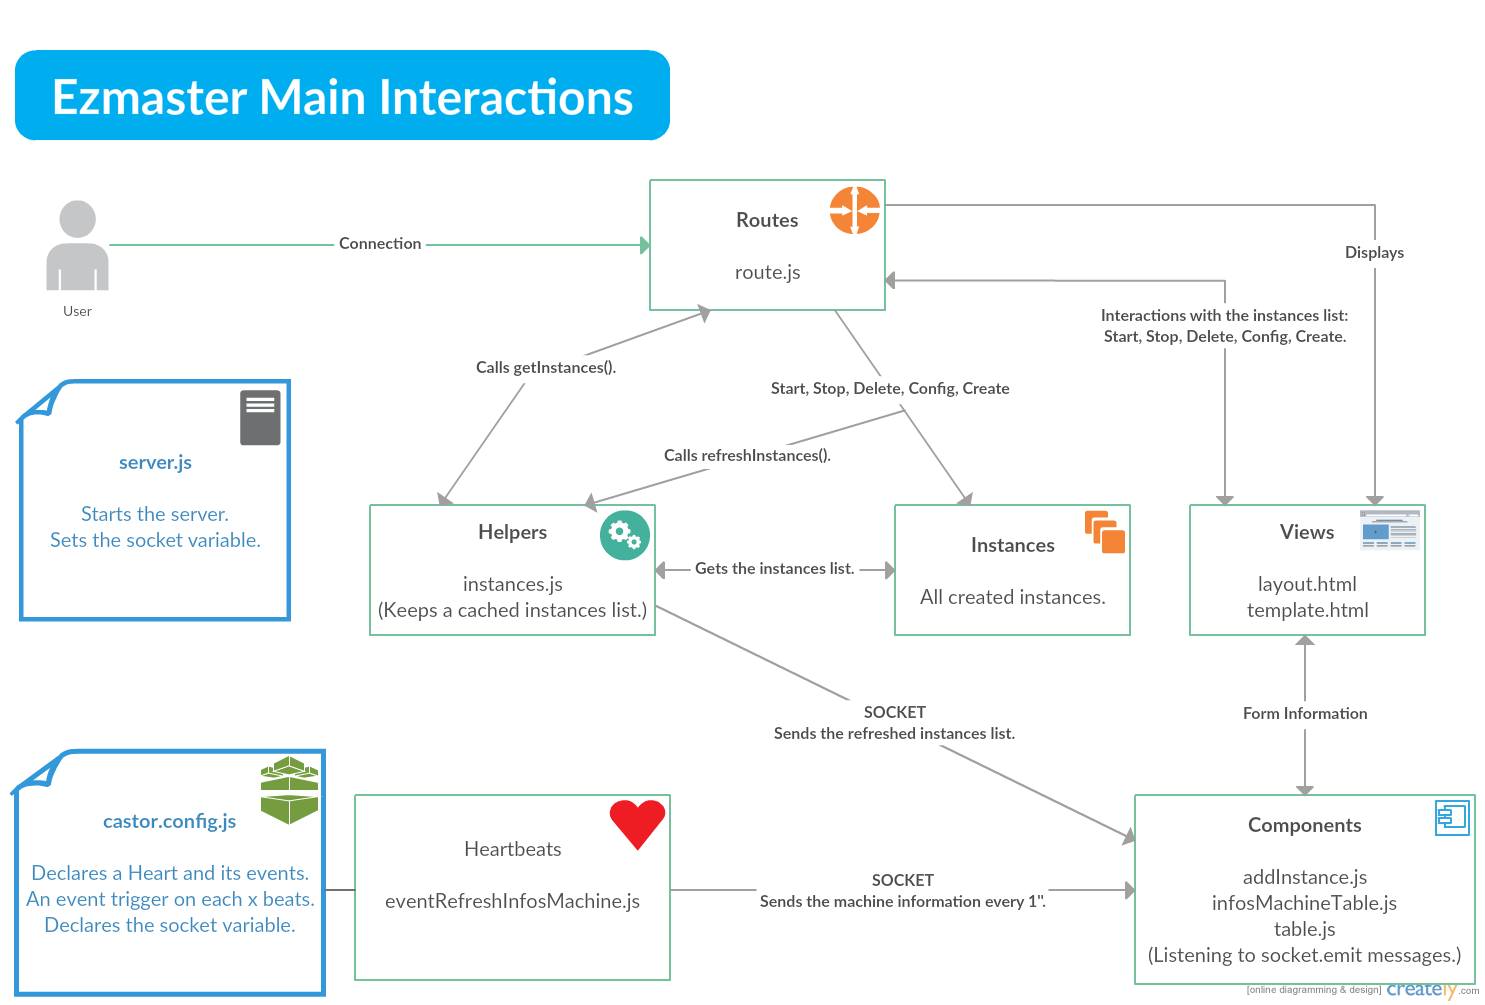 Ezmaster Main Interactions
User
Connection
Routes
route.js
Displays
Interactions with the instances list:
Start, Stop, Delete, Config, Create.
Calls getInstances().
Start, Stop, Delete, Config, Create
Calls refreshInstances().
server.js
Starts the server.
Sets the socket variable.
Helpers
instances.js
(Keeps a cached instances list.)
Gets the instances list.
Instances
All created instances.
Views
layout.html
template.html
SOCKET
Sends the refreshed instances list.
Form Information
castor.config.js
Declares a Heart and its events.
An event trigger on each x beats.
Declares the socket variable.
Heartbeats
eventRefreshInfosMachine.js
SOCKET
Sends the machine information every 1".
Components
addInstance.js
infosMachineTable.js
table.js
(Listening to socket.emit messages.)
[online diagramming & design] creately.com